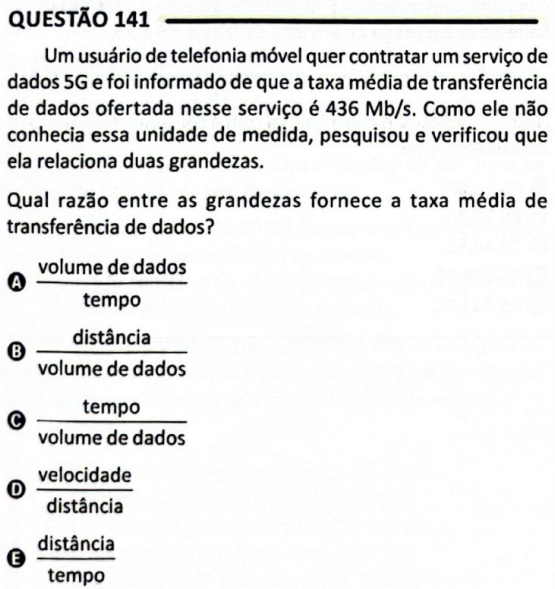 QUESTÃO 141
Um usuário de telefonia móvel quer contratar um serviço de
dados 5G e foi informado de que a taxa média de transferência
de dados ofertada nesse serviço é 436 Mb/s. Como ele não
conhecia essa unidade de medida, pesquisou e verificou que
ela relaciona duas grandezas.
Qual razão entre as grandezas fornece a taxa média de
transferência de dados?
A volume de dados
tempo
B distância
volume de dados
C tempo
volume de dados
D velocidade
distância
E distância
tempo